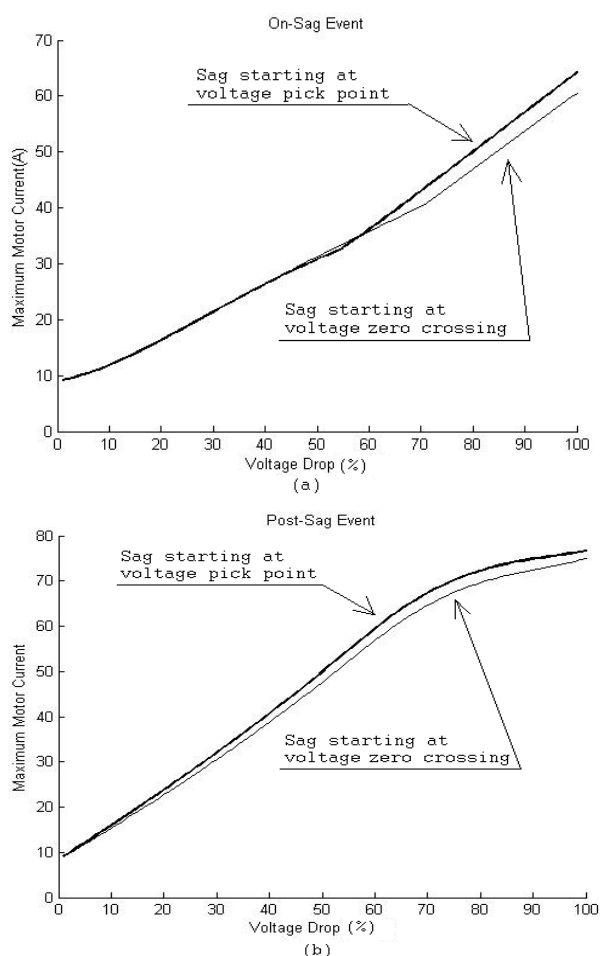 On-Sag Event
70
60
50
40
30
20
10
0
Maximum Motor Current(A)
Sag starting at
voltage pick point
Sag starting at
voltage zero crossing
0 10 20 30 40 50 60 70 80 90 100
Voltage Drop (%)
(a)
Post-Sag Event
80
70
60
50
40
30
20
10
0
Maximum Motor Current
Sag starting at
voltage pick point
Sag starting at
voltage zero crossing
0 10 20 30 40 50 60 70 80 90 100
Voltage Drop (%)
(b)